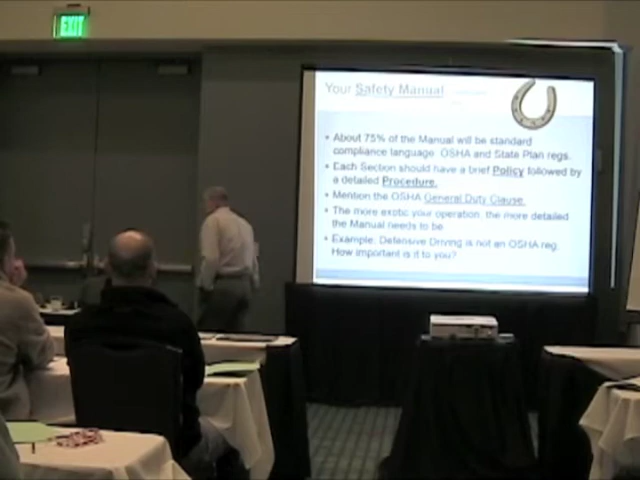 EXIT
Your Safety Manual
• About 75% of the Manual will be standard
compliance language. OSHA and State Plan regs.
• Each Section should have a brief Policy followed by
a detailed Procedure.
• Mention the OSHA General Duty Clause.
• The more exotic your operation, the more detailed
the Manual needs to be
• Example: Defensive Driving is not an OSHA reg.
How important is it to you?